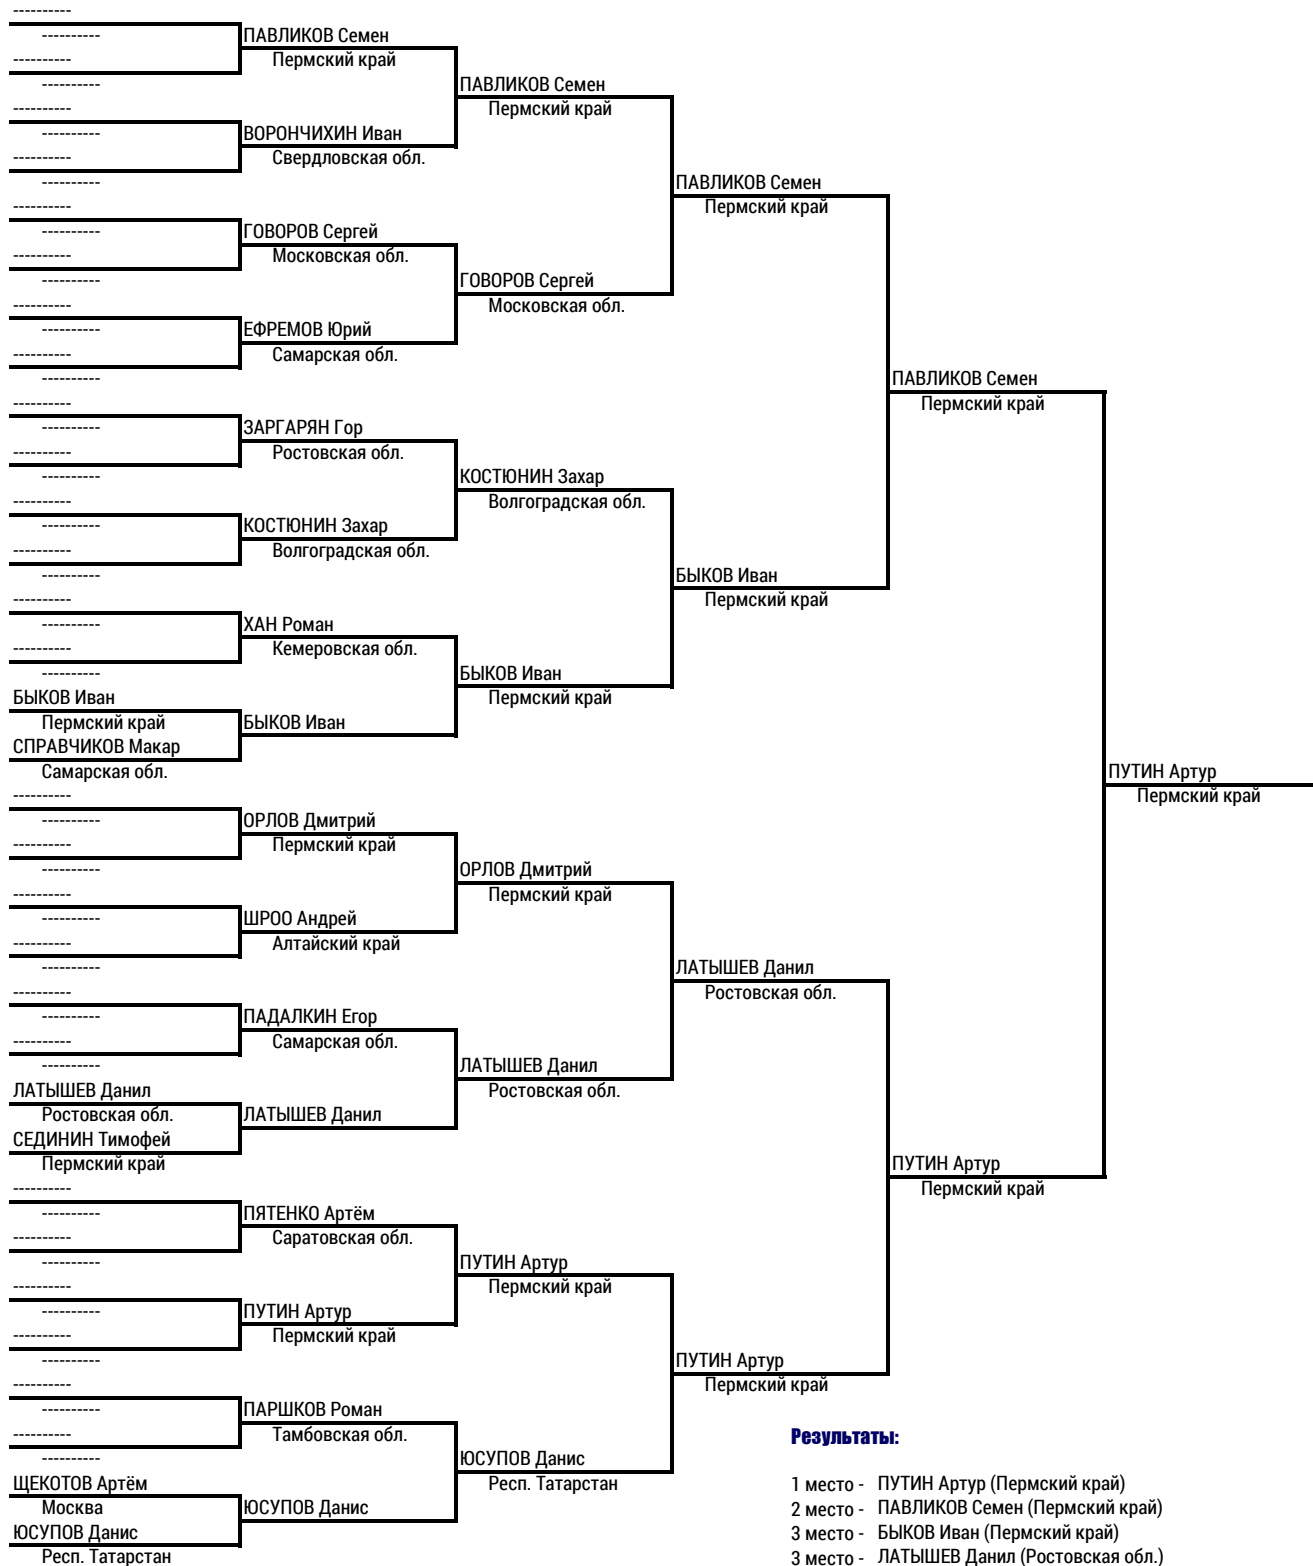 ----------
----------
ПАВЛИКОВ Семен
----------
Пермский край
----------
ПАВЛИКОВ Семен
----------
Пермский край
----------
ВОРОНЧИХИН Иван
----------
Свердловская обл.
----------
ПАВЛИКОВ Семен
----------
Пермский край
----------
ГОВОРОВ Сергей
----------
Московская обл.
----------
ГОВОРОВ Сергей
----------
Московская обл.
----------
ЕФРЕМОВ Юрий
----------
Самарская обл.
----------
ПАВЛИКОВ Семен
----------
Пермский край
----------
ЗАРГАРЯН Гор
----------
Ростовская обл.
----------
КОСТЮНИН Захар
----------
Волгоградская обл.
----------
КОСТЮНИН Захар
----------
Волгоградская обл.
----------
БЫКОВ Иван
----------
Пермский край
----------
ХАН Роман
----------
Кемеровская обл.
----------
БЫКОВ Иван
БЫКОВ Иван
Пермский край
Пермский край
БЫКОВ Иван
СПРАВЧИКОВ Макар
Самарская обл.
ПУТИН Артур
----------
Пермский край
----------
ОРЛОВ Дмитрий
----------
Пермский край
----------
ОРЛОВ Дмитрий
----------
Пермский край
----------
ШРОО Андрей
----------
Алтайский край
----------
ЛАТЫШЕВ Данил
----------
Ростовская обл.
----------
ПАДАЛКИН Егор
----------
Самарская обл.
----------
ЛАТЫШЕВ Данил
ЛАТЫШЕВ Данил
Ростовская обл.
Ростовская обл.
ЛАТЫШЕВ Данил
СЕДИНИН Тимофей
Пермский край
ПУТИН Артур
----------
Пермский край
----------
ПЯТЕНКО Артём
----------
Саратовская обл.
----------
ПУТИН Артур
----------
Пермский край
----------
ПУТИН Артур
----------
Пермский край
----------
ПУТИН Артур
----------
Пермский край
----------
ПАРШКОВ Роман
----------
Тамбовская обл.
Результаты:
----------
ЮСУПОВ Данис
ЩЕКОТОВ Артём
Респ. Татарстан
1 место - ПУТИН Артур (Пермский край)
Москва
ЮСУПОВ Данис
2 место - ПАВЛИКОВ Семен (Пермский край)
ЮСУПОВ Данис
3 место - БЫКОВ Иван (Пермский край)
Респ. Татарстан
3 место - ЛАТЫШЕВ Данил (Ростовская обл.)